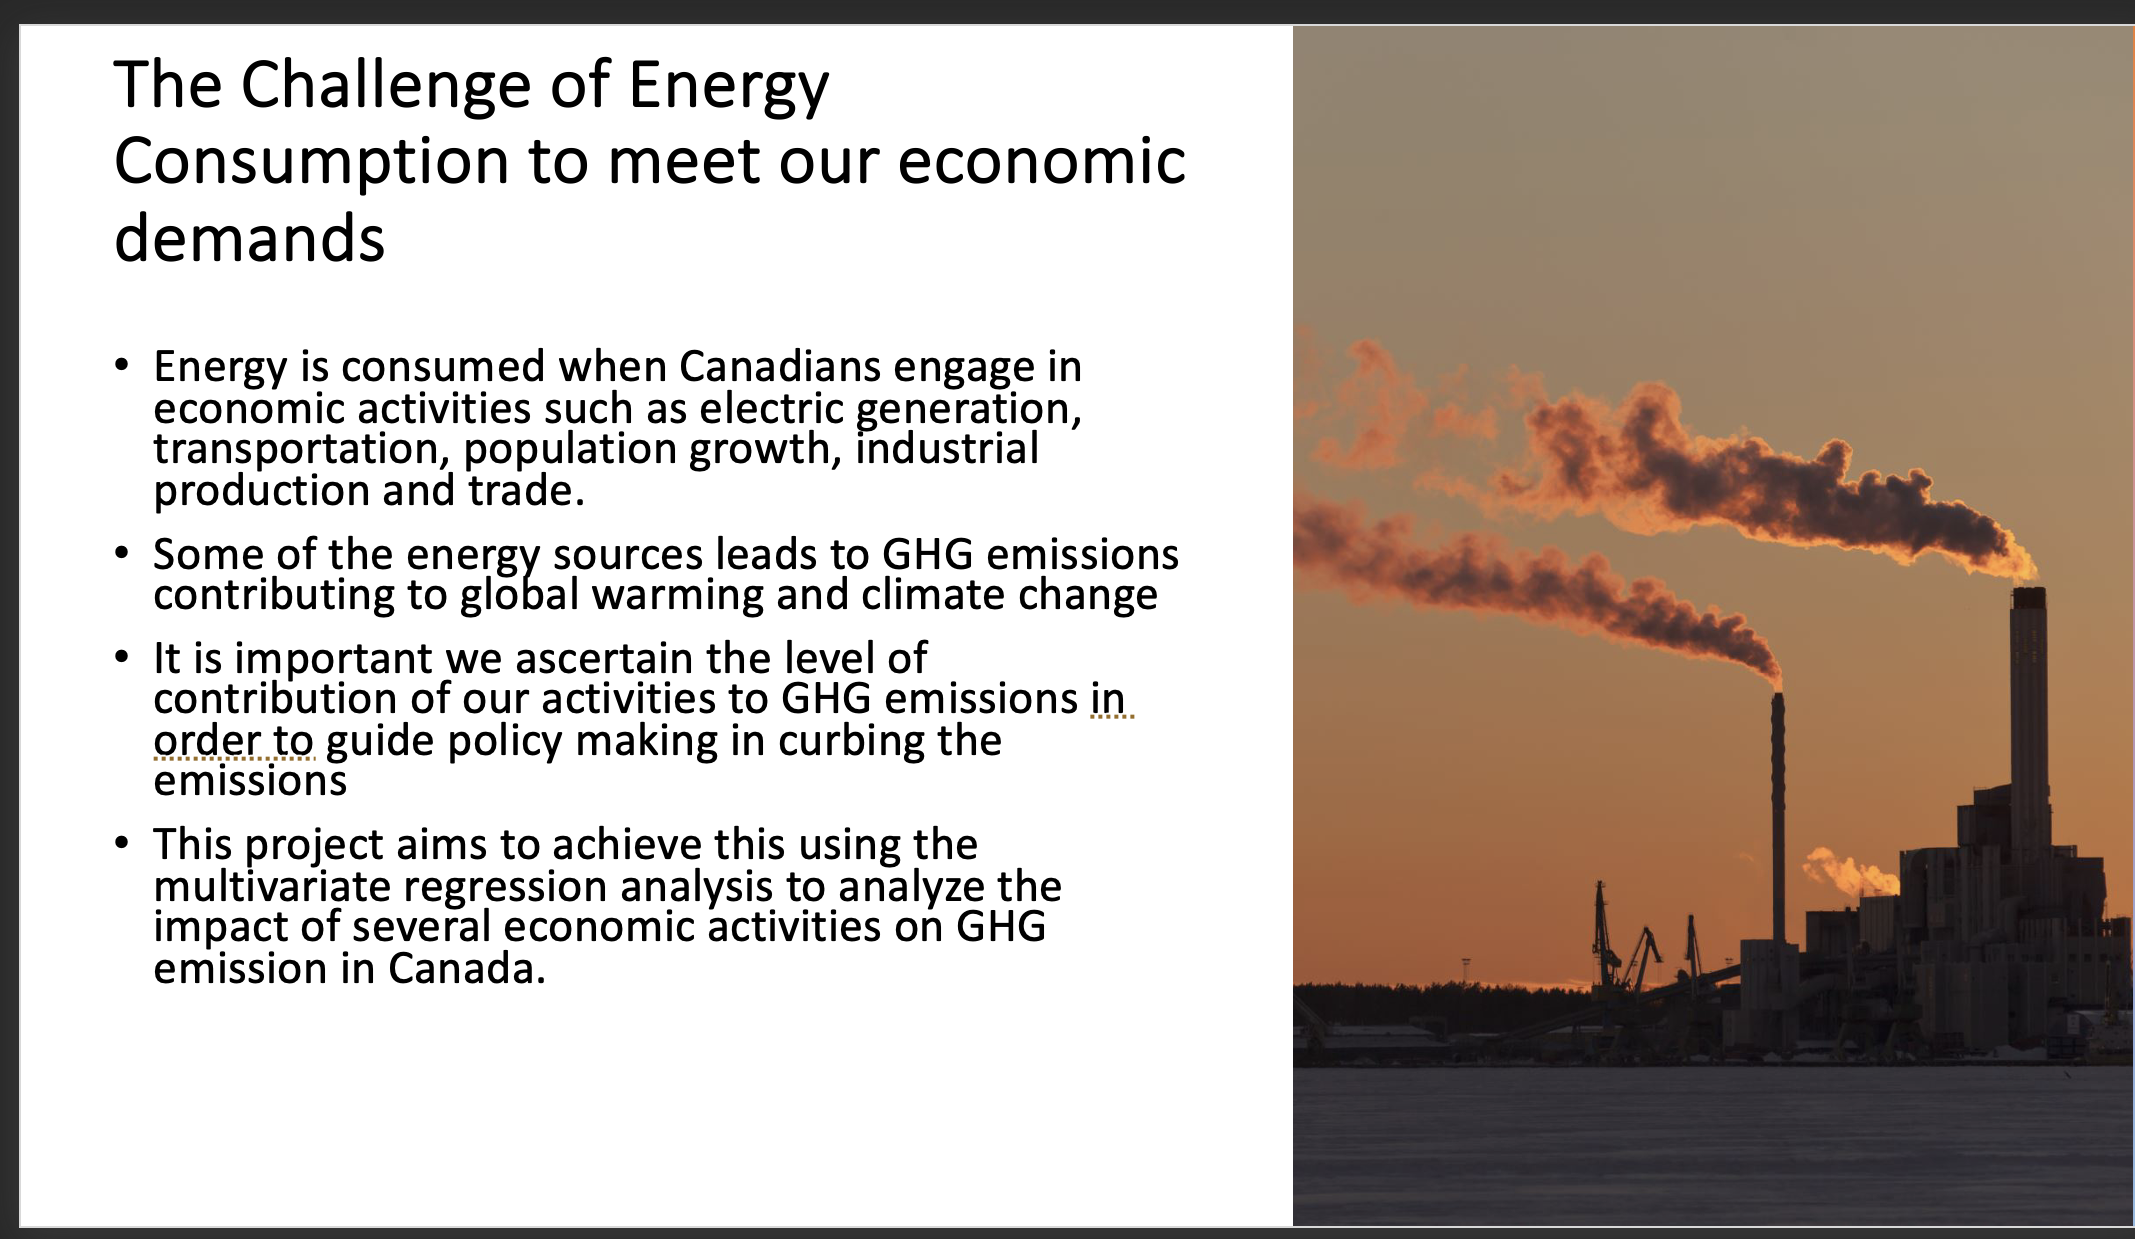 The Challenge of Energy
Consumption to meet our economic
demands
• Energy is consumed when Canadians engage in
economic activities such as electric generation,
transportation, population growth, industrial
production and trade.
• Some of the energy sources leads to GHG emissions
contributing to global warming and climate change
• It is important we ascertain the level of
contribution of our activities to GHG emissions in
order to guide policy making in curbing the
emissions
• This project aims to achieve this using the
multivariate regression analysis to analyze the
impact of several economic activities on GHG
emission in Canada.